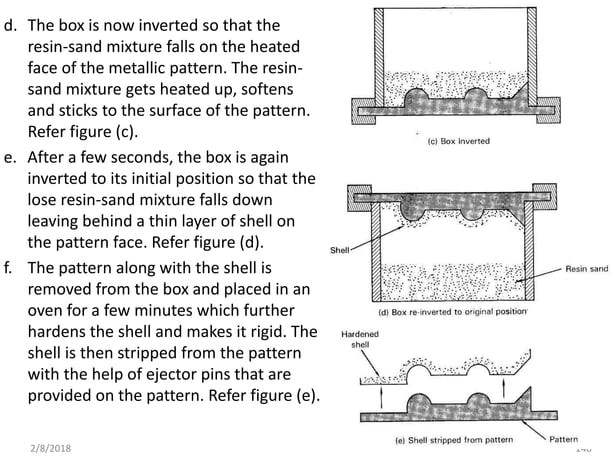 d. The box is now inverted so that the
resin-sand mixture falls on the heated
face of the metallic pattern. The resin-
sand mixture gets heated up, softens
and sticks to the surface of the pattern.
Refer figure (c).
e. After a few seconds, the box is again
inverted to its initial position so that the
lose resin-sand mixture falls down
leaving behind a thin layer of shell on
the pattern face. Refer figure (d).
f. The pattern along with the shell is
removed from the box and placed in an
oven for a few minutes which further
hardens the shell and makes it rigid. The
shell is then stripped from the pattern
with the help of ejector pins that are
provided on the pattern. Refer figure (e).
2/8/2018
(c) Box inverted
Shell
Resin sand
(d) Box re-inverted to original position
Hardened
shell
(e) Shell stripped from pattern
Pattern